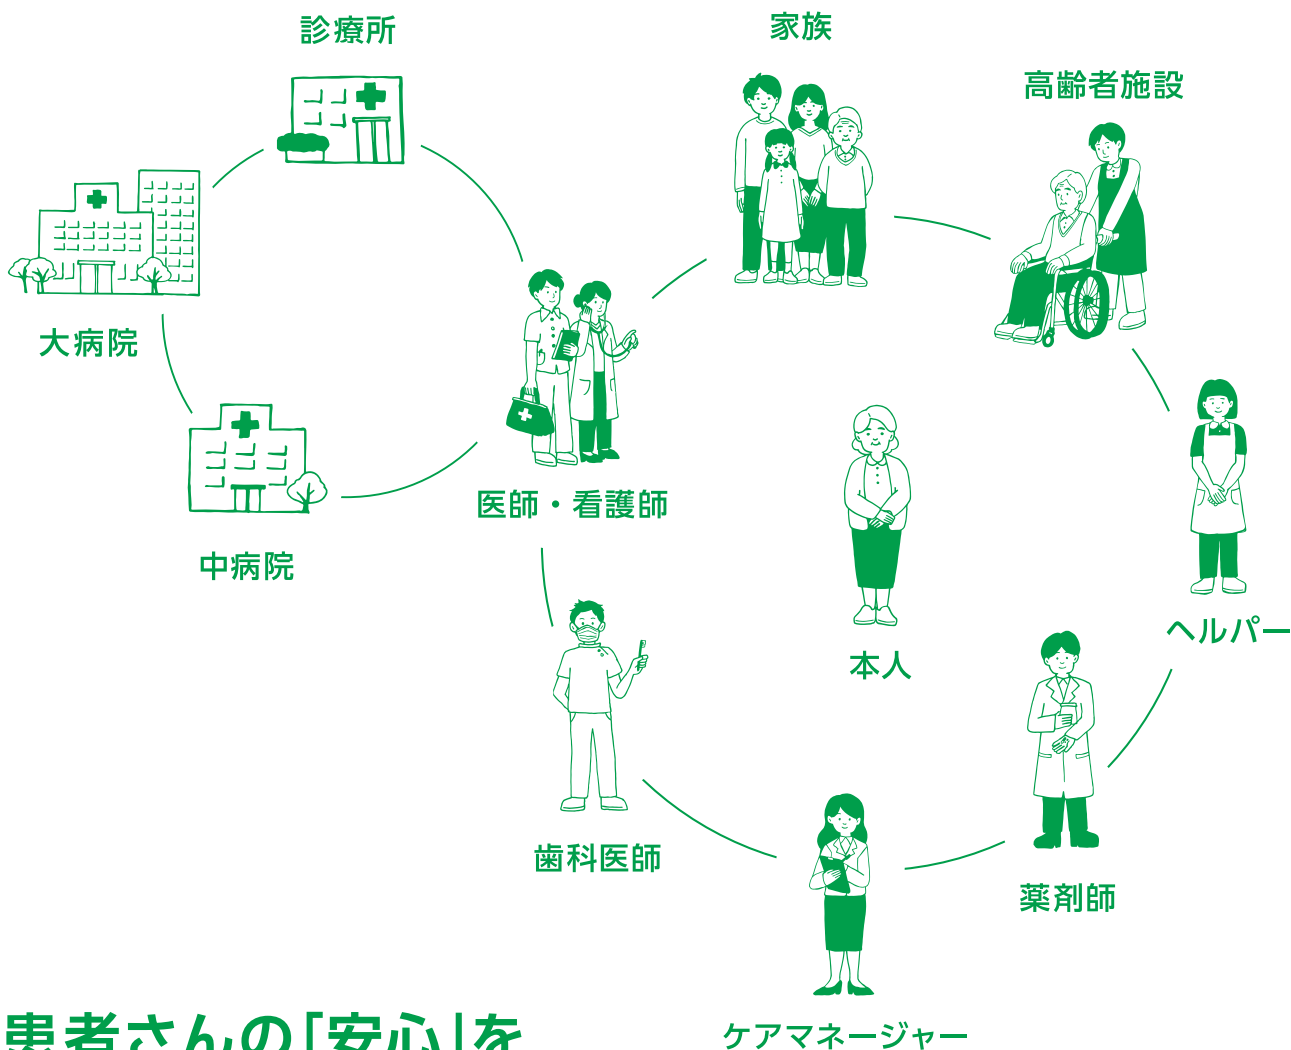 診療所
家族
高齢者施設
大病院
医師・看護師
中病院
ヘルパー
本人
歯科医師
薬剤師
ケアマネージャー
患者さんの「安心」を